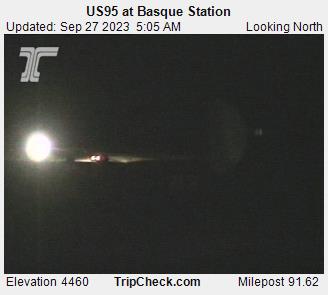 US95 at Basque Station
Updated: Sep 27 2023 5:05 AM Looking North
Elevation 4460 TripCheck.com Milepost 91.62